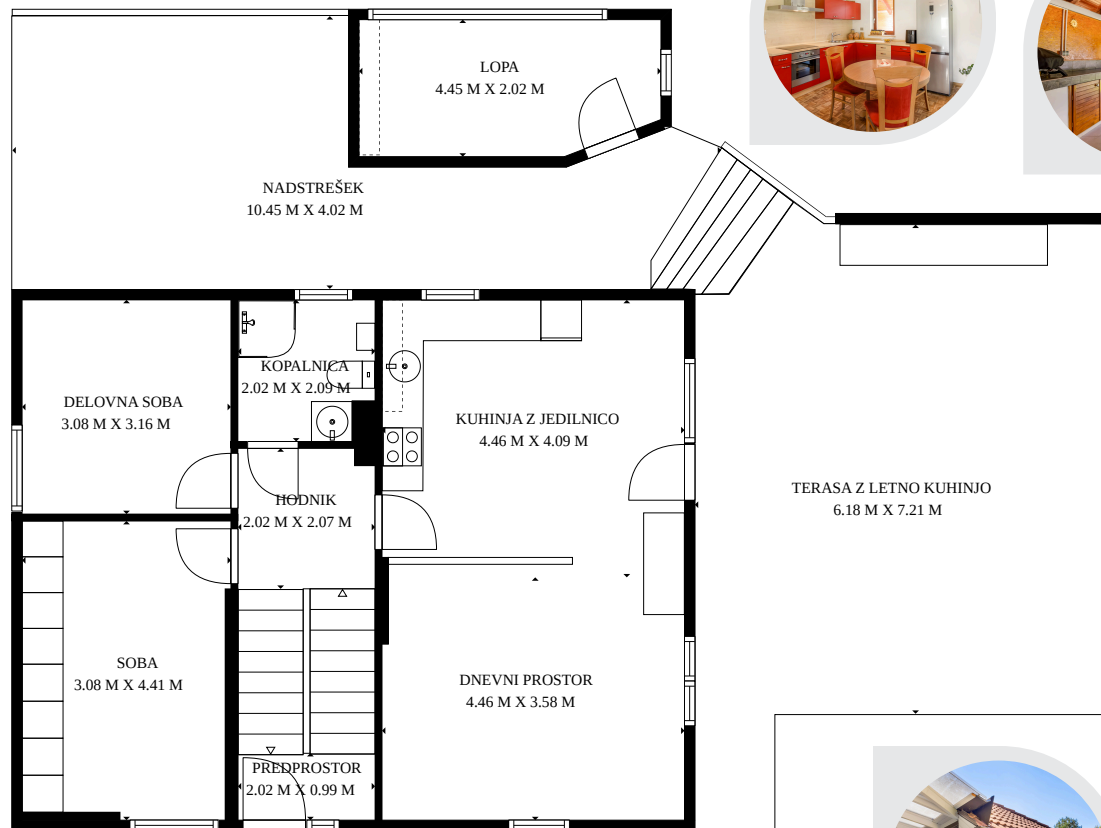 LOPA
4.45 M X 2.02 M
NADSTREŠEK
10.45 M X 4.02 M
KOPALNICA
2.02 M X 2.09 M
DELOVNA SOBA
3.08 M X 3.16 M
KUHINJA Z JEDILNICO
4.46 M X 4.09 M
HODNIK
2.02 M X 2.07 M
TERASA Z LETNO KUHINJO
6.18 M X 7.21 M
SOBA
3.08 M X 4.41 M
DNEVNI PROSTOR
4.46 M X 3.58 M
PREDPROSTOR
2.02 M X 0.99 M